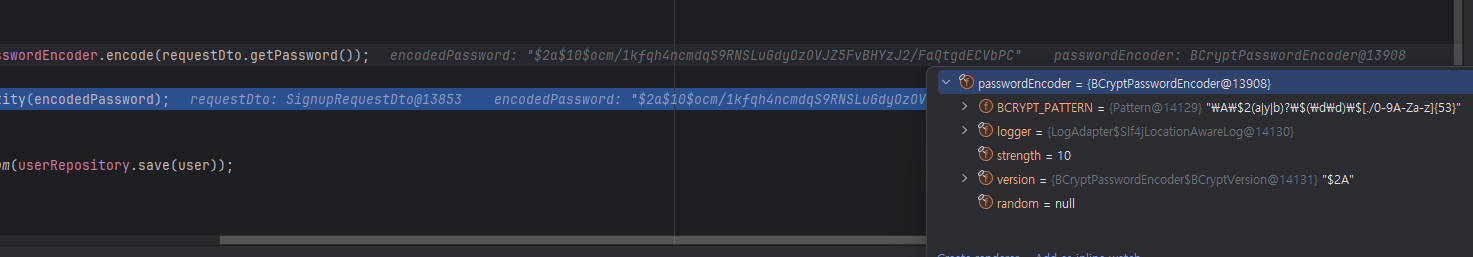 sswordEncoder.encode(requestDto.getPassword()); encodedPassword: "$2a$10$ocm/1kfqh4ncmdqS9RNSLuGdyOzOVJZ5FvBHYzJ2/FaQtgdECVbPC" passwordEncoder: BCryptPasswordEncoder@13908
passwordEncoder = {BCryptPasswordEncoder@13908}
tity(encodedPassword); requestDto: SignupRequestDto@13853 encodedPassword: "$2a$10$ocm/1kfqh4ncmdqS9RNSLuGdyOzOV
BCRYPT_PATTERN = {Pattern@14129} "₩A₩$2(a|y|b)?₩$(₩d₩d)₩$[./0-9A-Za-z]{53}"
logger = {LogAdapter$Slf4jLocationAwareLog@14130}
strength = 10
om(userRepository.save(user));
version = {BCryptPasswordEncoder$BCryptVersion@14131} "$2A"
random = null
Create renderer Add as inline watch